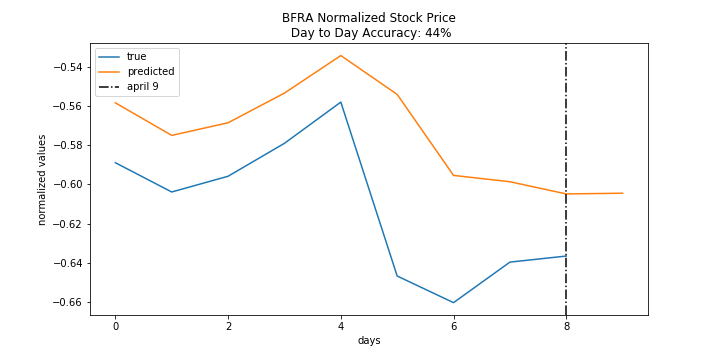 BFRA Normalized Stock Price
Day to Day Accuracy: 44%
true
predicted
april 9
normalized values
−0.54
−0.56
−0.58
−0.60
−0.62
−0.64
−0.66
0
2
4
6
8
days